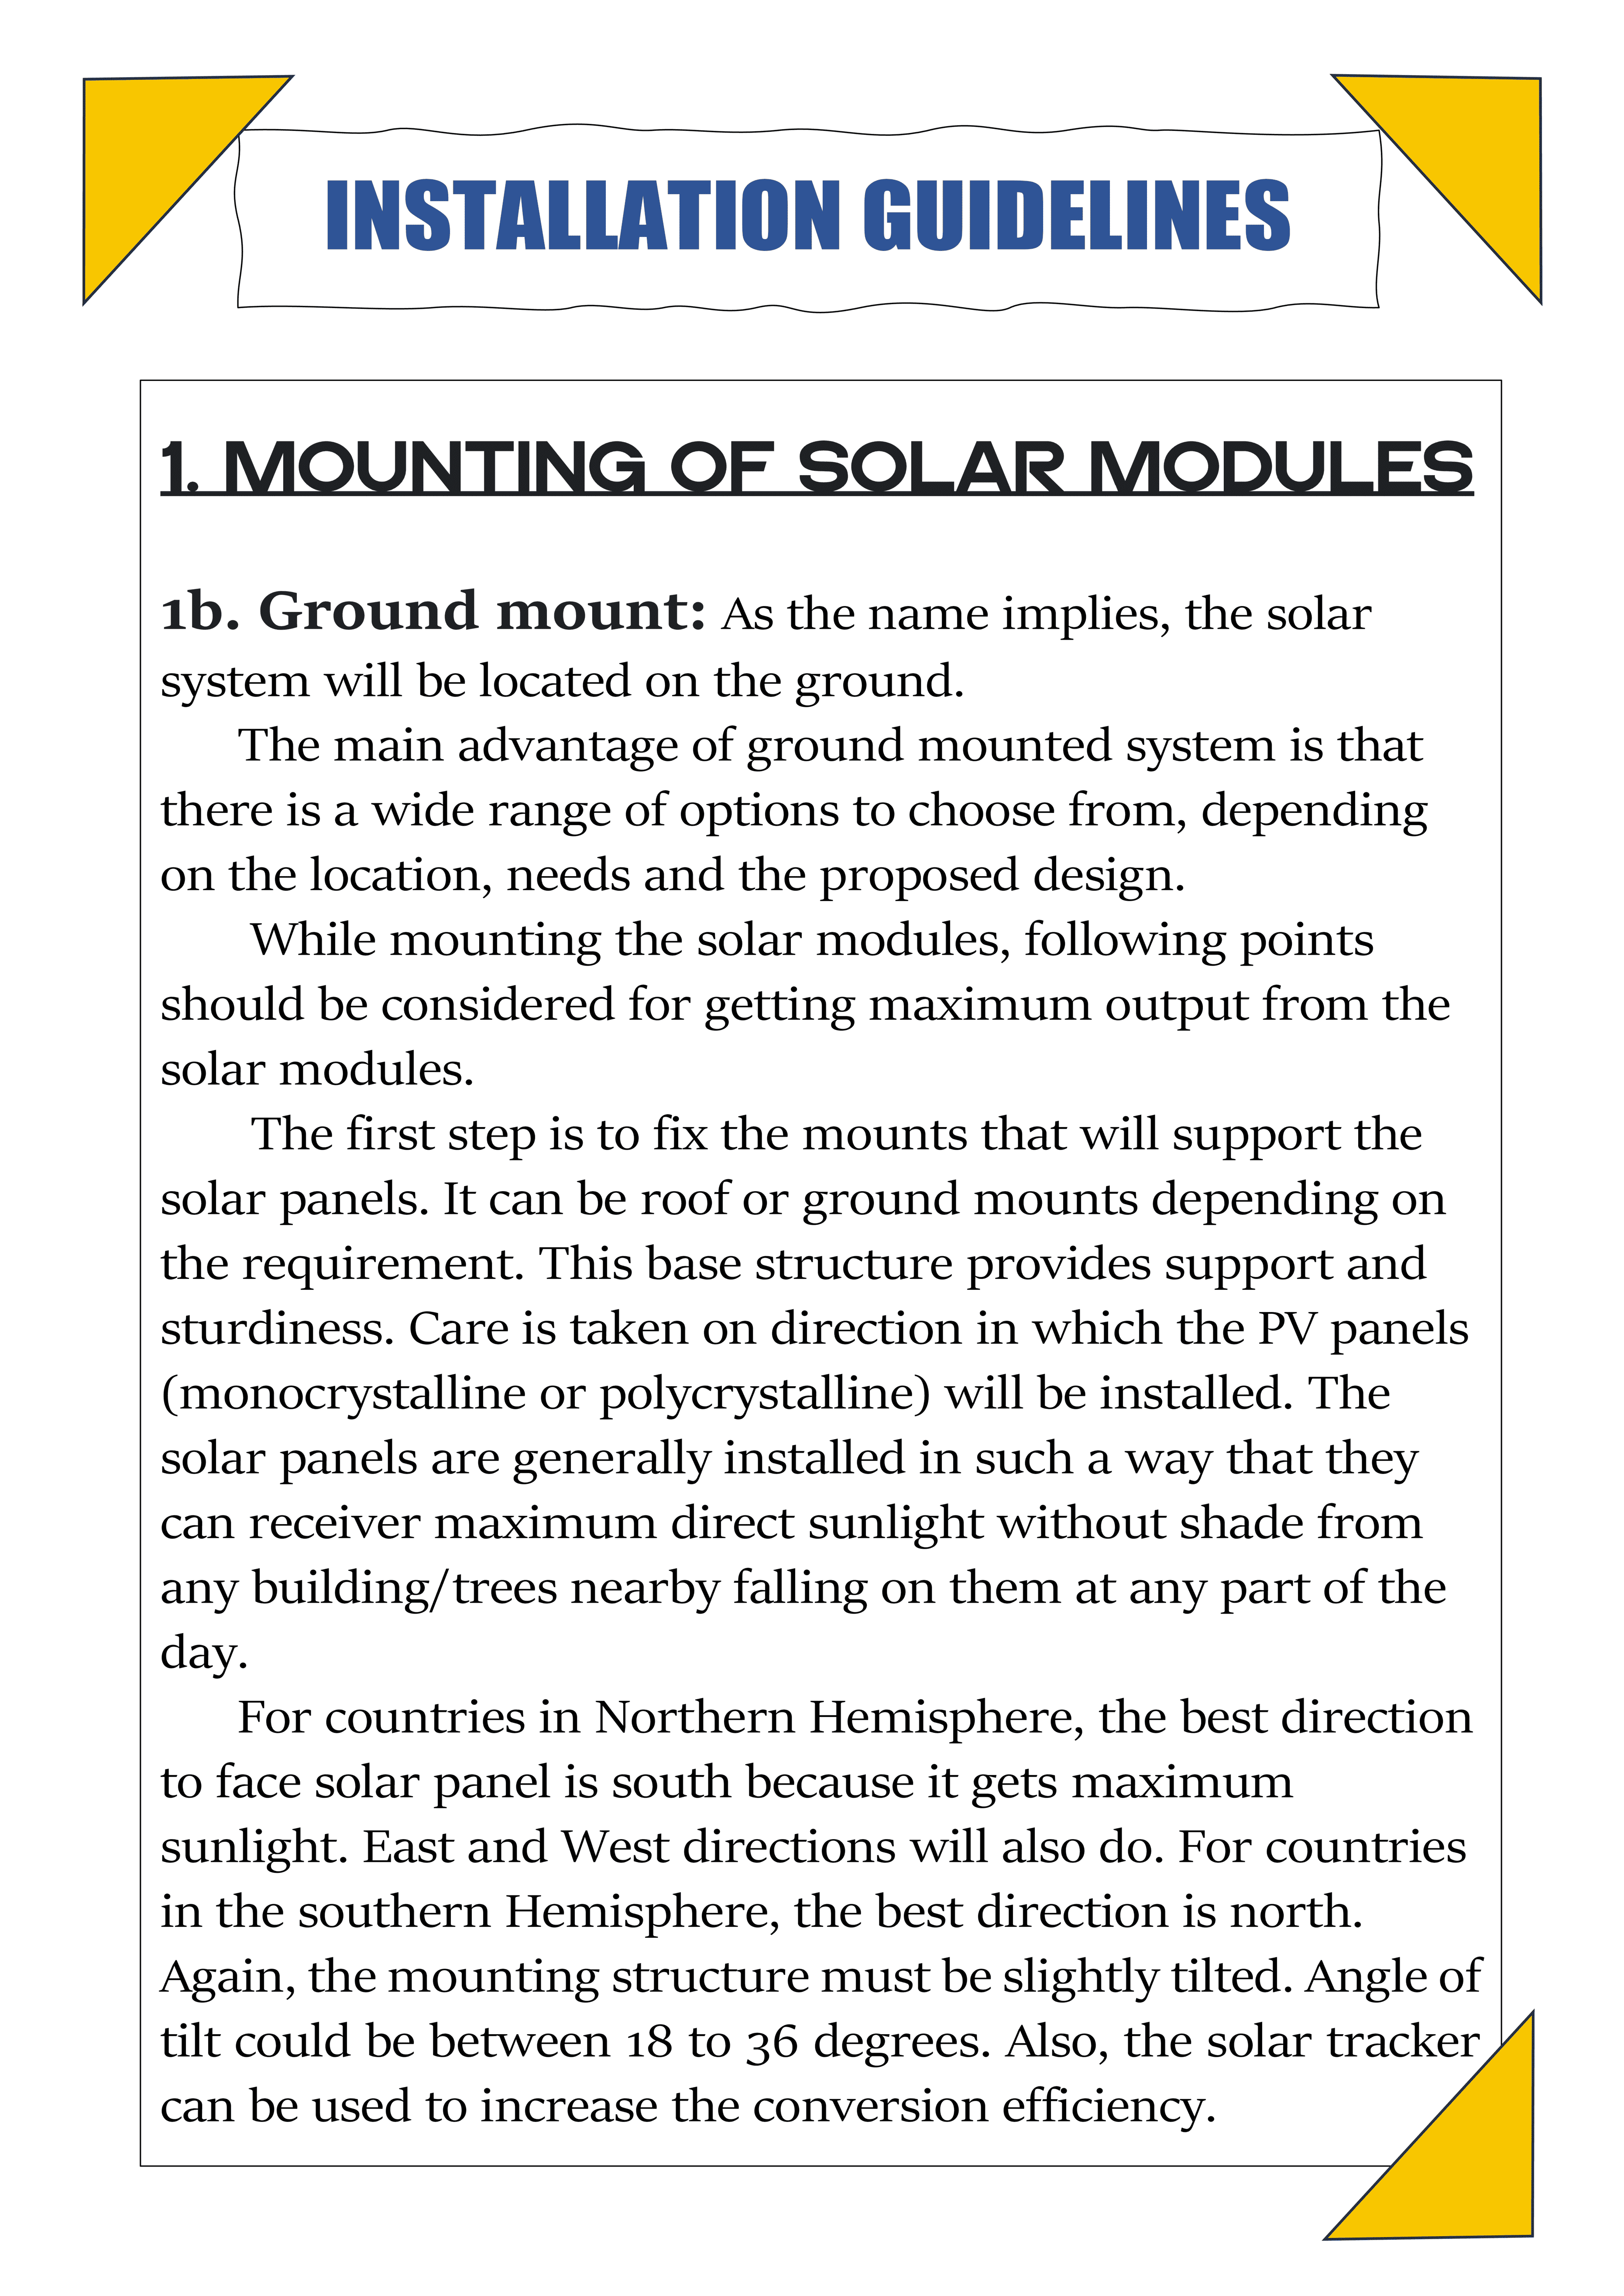 INSTALLATION GUIDELINES
1. MOUNTING OF SOLAR MODULES
1b. Ground mount: As the name implies, the solar
system will be located on the ground.
The main advantage of ground mounted system is that
there is a wide range of options to choose from, depending
on the location, needs and the proposed design.
While mounting the solar modules, following points
should be considered for getting maximum output from the
solar modules.
The first step is to fix the mounts that will support the
solar panels. It can be roof or ground mounts depending on
the requirement. This base structure provides support and
sturdiness. Care is taken on direction in which the PV panels
(monocrystalline or polycrystalline) will be installed. The
solar panels are generally installed in such a way that they
can receiver maximum direct sunlight without shade from
any building/trees nearby falling on them at any part of the
day.
For countries in Northern Hemisphere, the best direction
to face solar panel is south because it gets maximum
sunlight. East and West directions will also do. For countries
in the southern Hemisphere, the best direction is north.
Again, the mounting structure must be slightly tilted. Angle of
tilt could be between 18 to 36 degrees. Also, the solar tracker
can be used to increase the conversion efficiency.